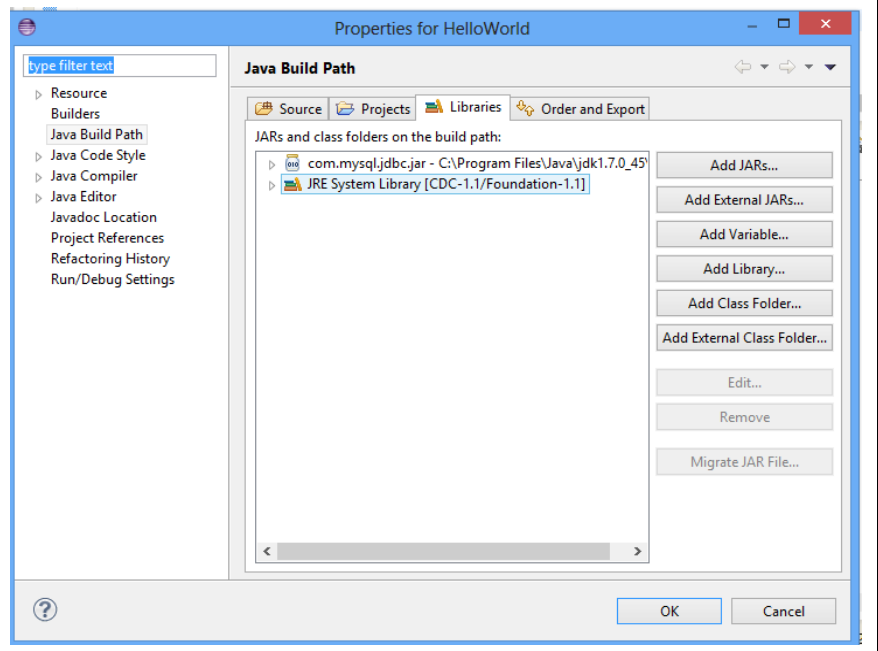 Properties for HelloWorld
type filter text
Resource
Builders
Java Build Path
Java Code Style
Java Compiler
Java Editor
Javadoc Location
Project References
Refactoring History
Run/Debug Settings
Java Build Path
Source Projects Libraries Order and Export
JARs and class folders on the build path:
com.mysql.jdbc.jar - C:\Program Files\Java\jdk1.7.0_45\
JRE System Library [CDC-1.1/Foundation-1.1]
Add JARs...
Add External JARs...
Add Variable...
Add Library...
Add Class Folder...
Add External Class Folder...
Edit...
Remove
Migrate JAR File...
OK Cancel